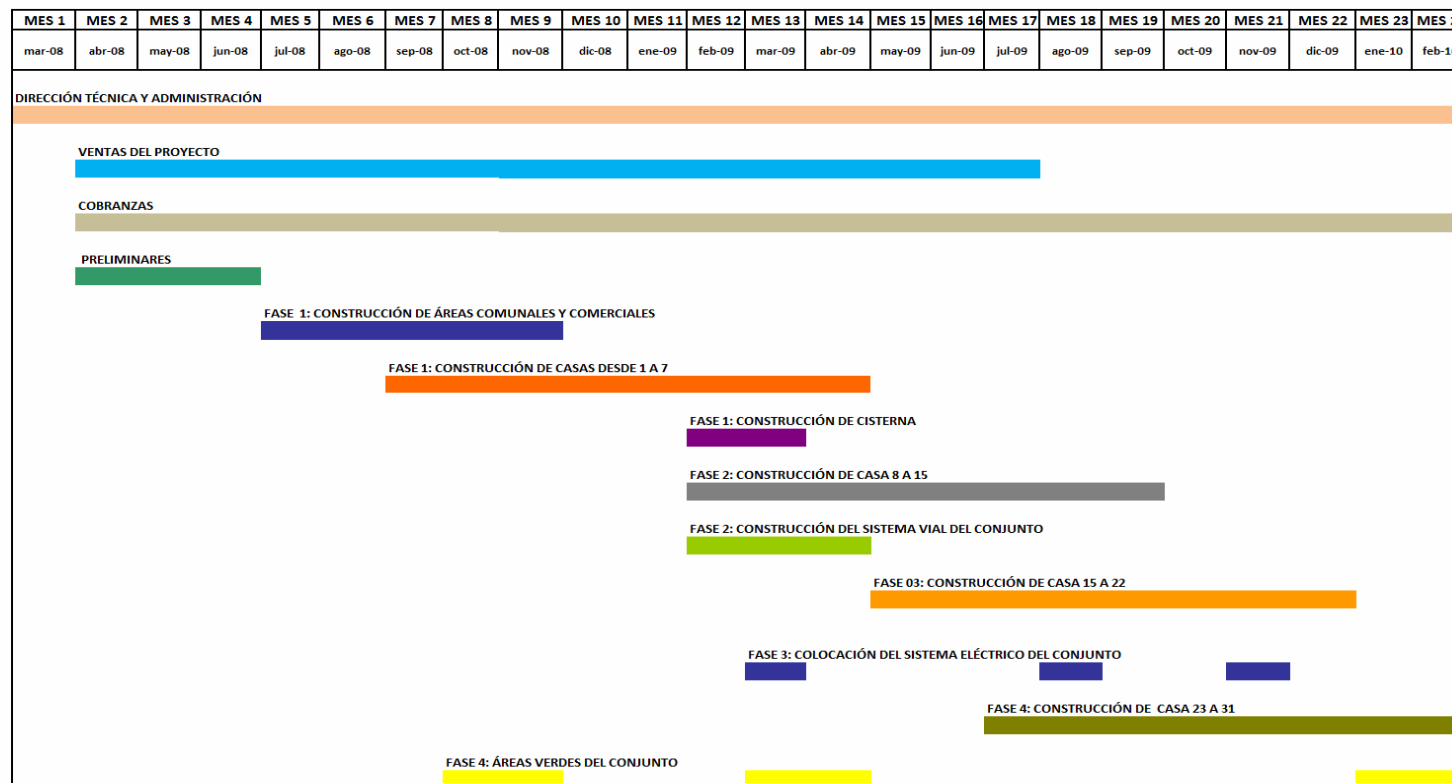 MES 1 MES 2 MES 3 MES 4 MES 5 MES 6 MES 7 MES 8 MES 9 MES 10 MES 11 MES 12 MES 13 MES 14 MES 15 MES 16 MES 17 MES 18 MES 19 MES 20 MES 21 MES 22 MES 23 MES
mar-08 abr-08 may-08 jun-08 jul-08 ago-08 sep-08 oct-08 nov-08 dic-08 ene-09 feb-09 mar-09 abr-09 may-09 jun-09 jul-09 ago-09 sep-09 oct-09 nov-09 dic-09 ene-10 feb-1
DIRECCIÓN TÉCNICA Y ADMINISTRACIÓN
VENTAS DEL PROYECTO
COBRANZAS
PRELIMINARES
FASE 1: CONSTRUCCIÓN DE ÁREAS COMUNALES Y COMERCIALES
FASE 1: CONSTRUCCIÓN DE CASAS DESDE 1 A 7
FASE 1: CONSTRUCCIÓN DE CISTERNA
FASE 2: CONSTRUCCIÓN DE CASA 8 A 15
FASE 2: CONSTRUCCIÓN DEL SISTEMA VIAL DEL CONJUNTO
FASE 03: CONSTRUCCIÓN DE CASA 15 A 22
FASE 3: COLOCACIÓN DEL SISTEMA ELÉCTRICO DEL CONJUNTO
FASE 4: CONSTRUCCIÓN DE CASA 23 A 31
FASE 4: ÁREAS VERDES DEL CONJUNTO